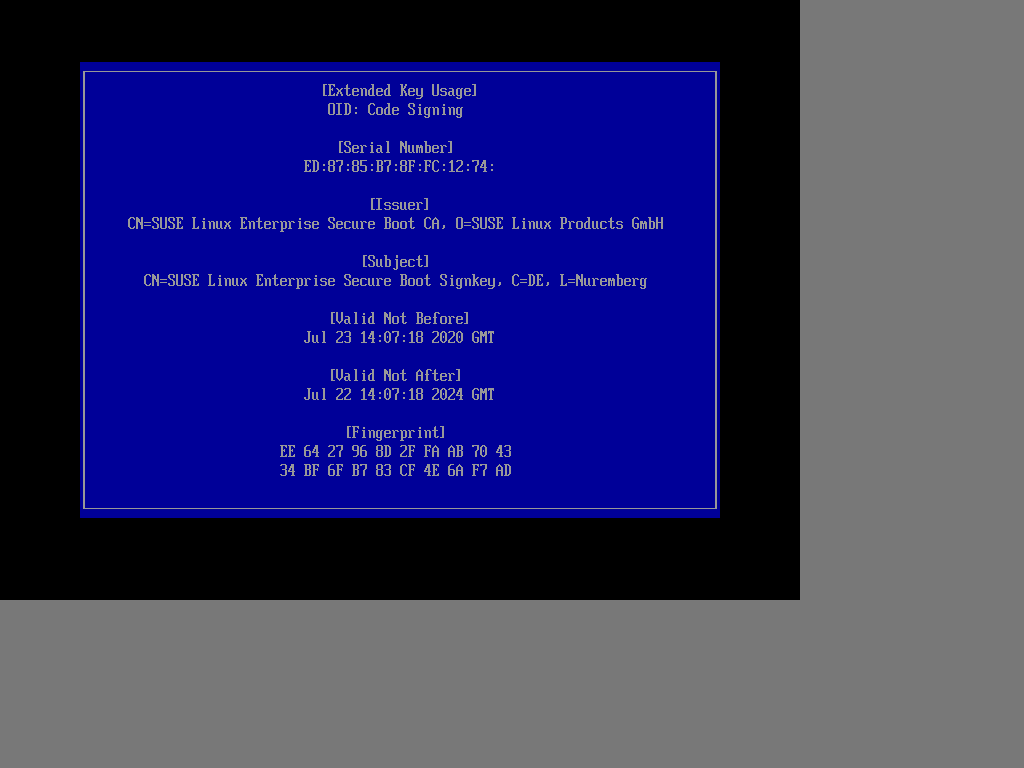 [Extended Key Usage]
OID: Code Signing
[Serial Number]
ED:87:85:B7:8F:FC:12:74:
[Issuer]
CN=SUSE Linux Enterprise Secure Boot CA, O=SUSE Linux Products GmbH
[Subject]
CN=SUSE Linux Enterprise Secure Boot Signkey, C=DE, L=Nuremberg
[Valid Not Before]
Jul 23 14:07:18 2020 GMT
[Valid Not After]
Jul 22 14:07:18 2024 GMT
[Fingerprint]
EE 64 27 96 8D 2F FA AB 70 43
34 BF 6F B7 83 CF 4E 6A F7 AD